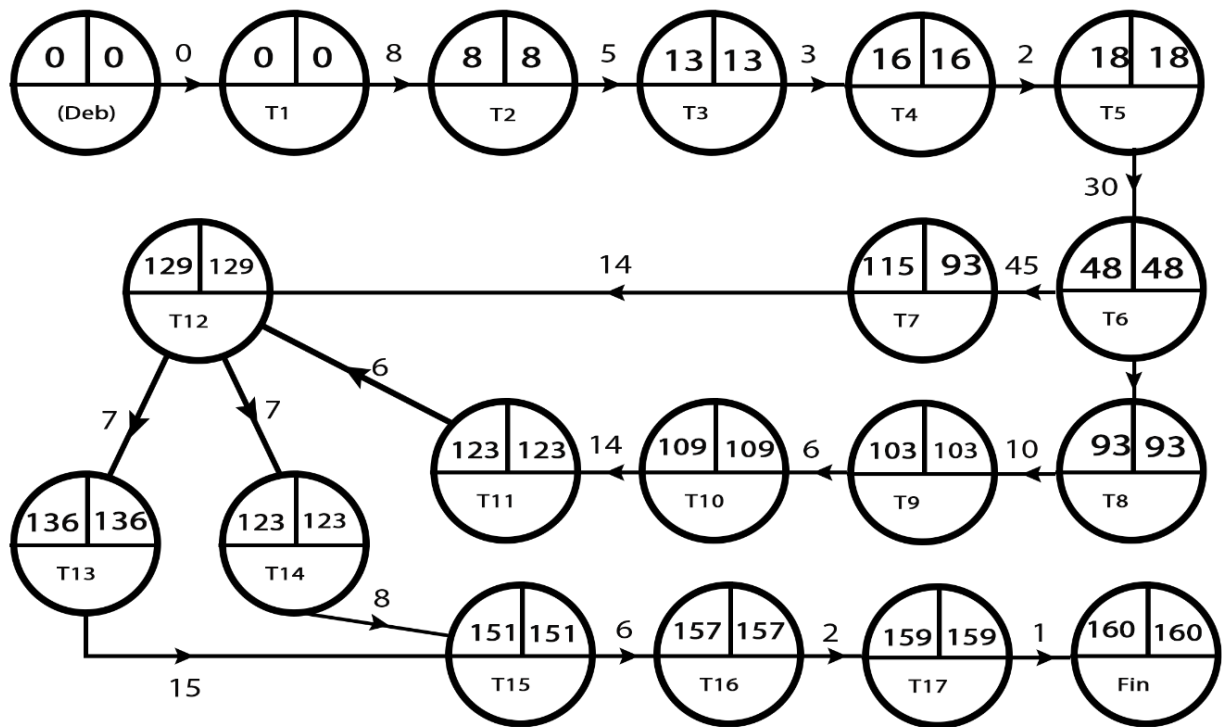 0 0 0 0 0 8 8 8 5 13 13 3 16 16 2 18 18
(Deb) T1 T2 T3 T4 T5
30
129 129 14 115 93 45 48 48
T12 T7 T6
6
7 7
123 123 14 109 109 6 103 103 10 93 93
T11 T10 T9 T8
136 136 123 123
T13 T14
8
151 151 6 157 157 2 159 159 1 160 160
15
T15 T16 T17 Fin